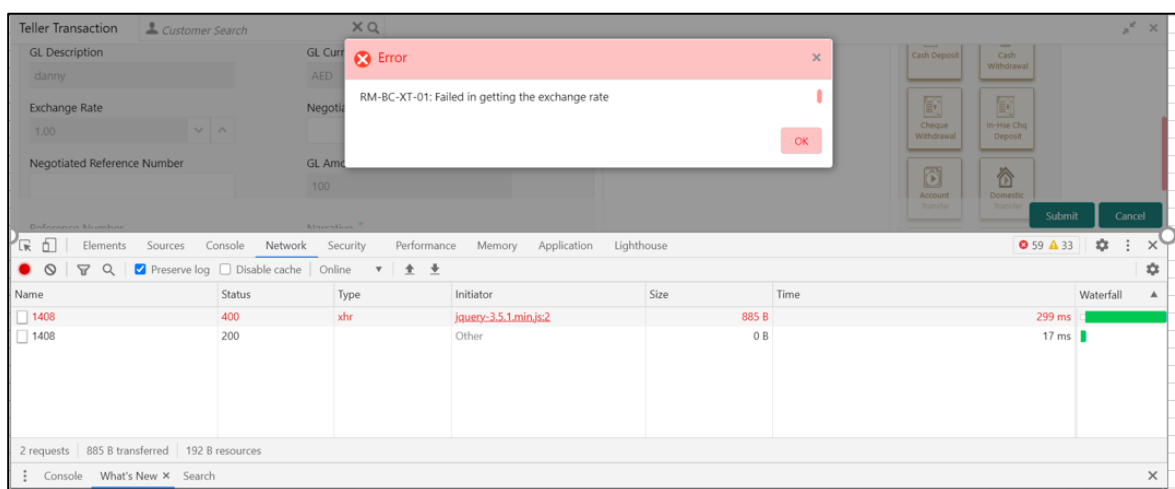 Teller Transaction Customer Search
GL Description GL Curr
danny AED
Error
RM-BC-XT-01: Failed in getting the exchange rate
OK
Exchange Rate Negotia
1.00
Negotiated Reference Number GL Amo
100
Reference Number Narrative
Cash Deposit
Cash Withdrawal
Cheque Withdrawal
In-Hse Chq Deposit
Account Transfer
Domestic Transfer
Submit Cancel
Elements Sources Console Network Security Performance Memory Application Lighthouse 59 33
Preserve log Disable cache Online
Name Status Type Initiator Size Time Waterfall
1408 400 xhr jquery-3.5.1.min.js:2 885 B 299 ms
1408 200 Other 0 B 17 ms
2 requests 885 B transferred 192 B resources
Console What's New Search